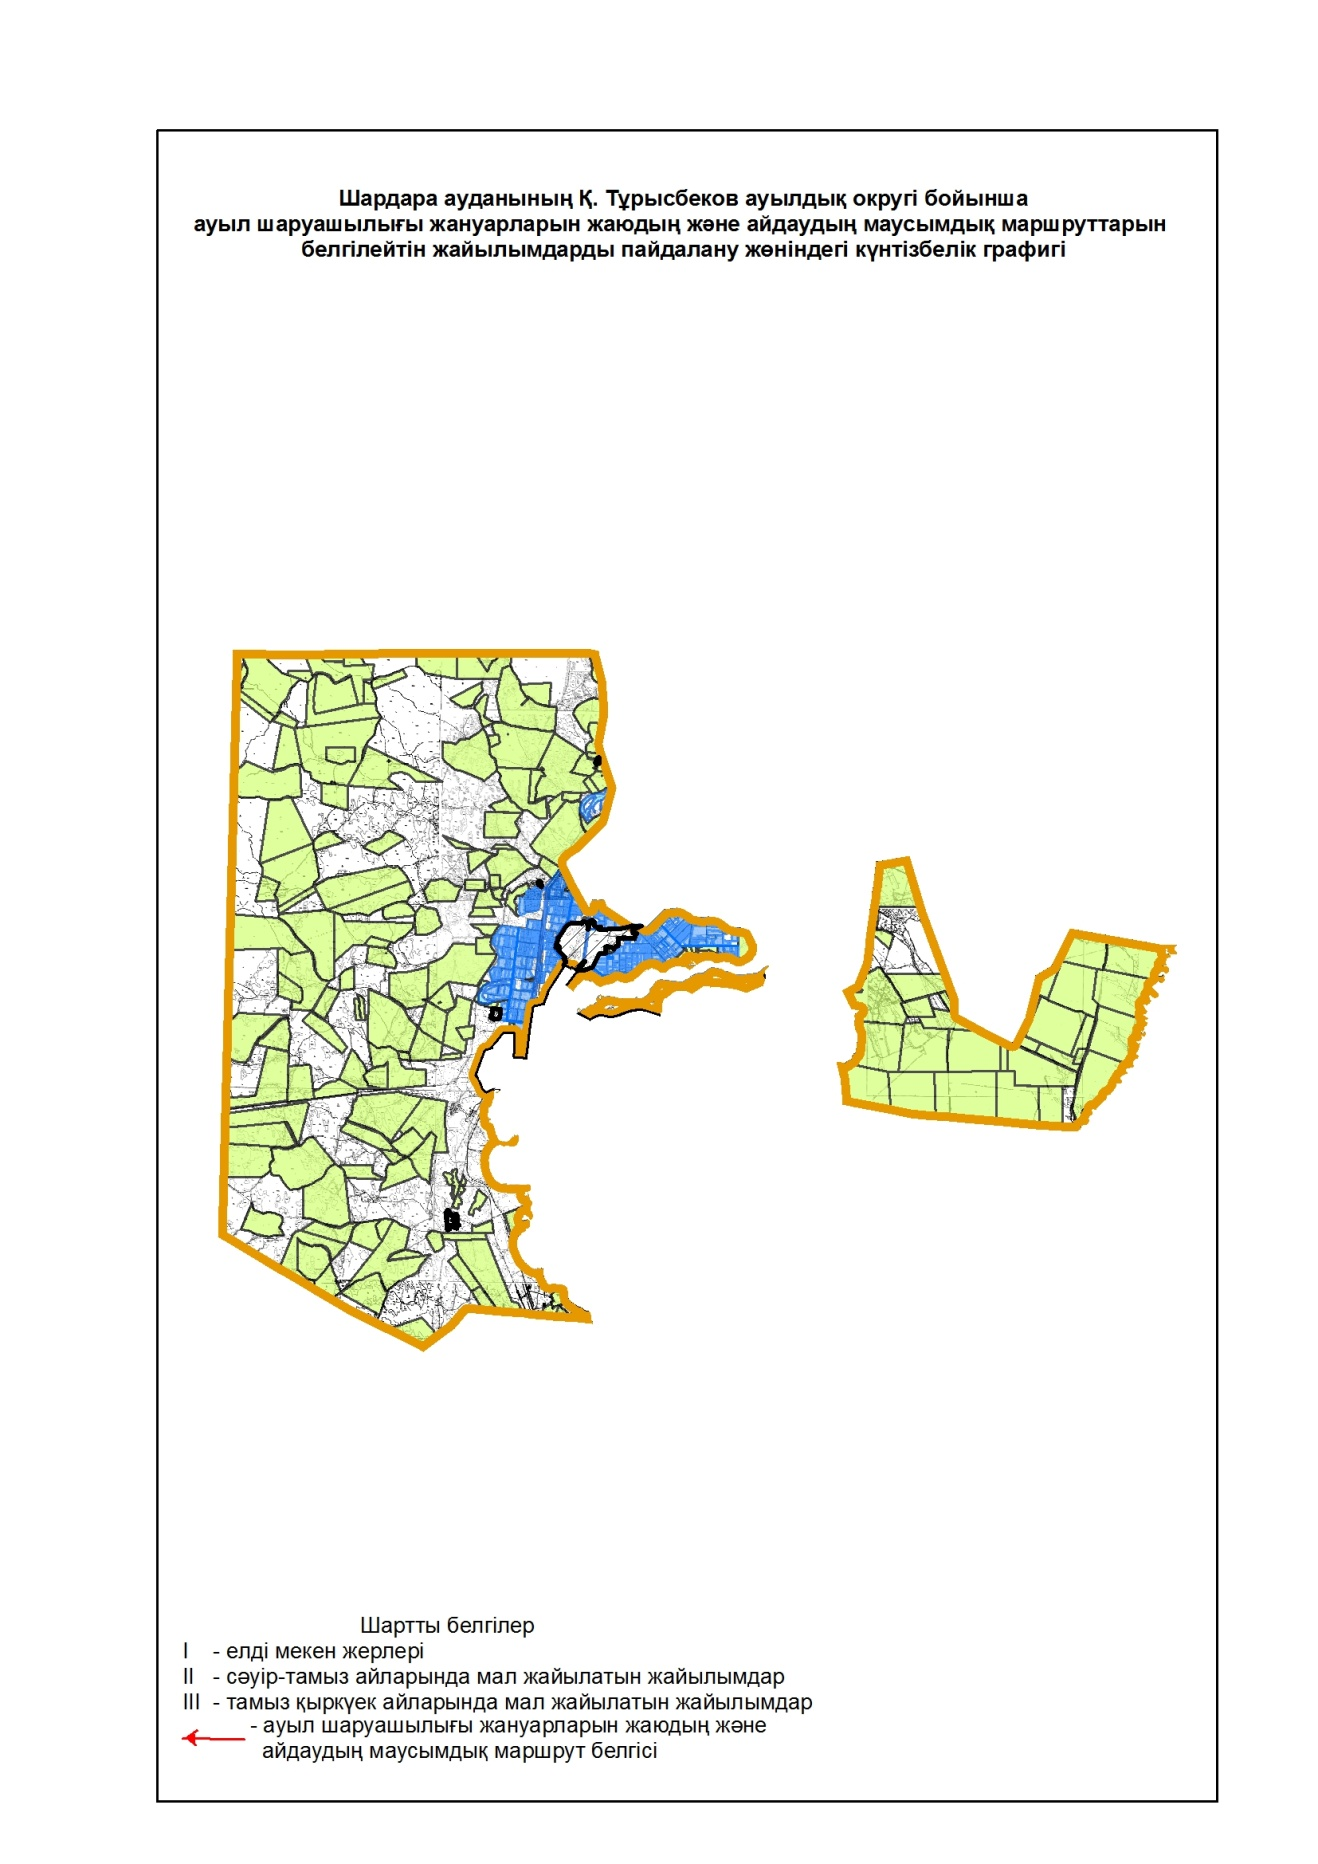 Шардара ауданының Қ. Тұрысбеков ауылдық округі бойынша
ауыл шаруашылығы жануарларын жаюдың және айдаудың маусымдық маршруттарын
белгілейтін жайылымдарды пайдалану жөніндегі күнтізбелік графигі
Шартты белгілер
I - елді мекен жерлері
II - сәуір-тамыз айларында мал жайылатын жайылымдар
III - тамыз қыркүек айларында мал жайылатын жайылымдар
- ауыл шаруашылығы жануарларын жаюдың және
айдаудың маусымдық маршрут белгісі